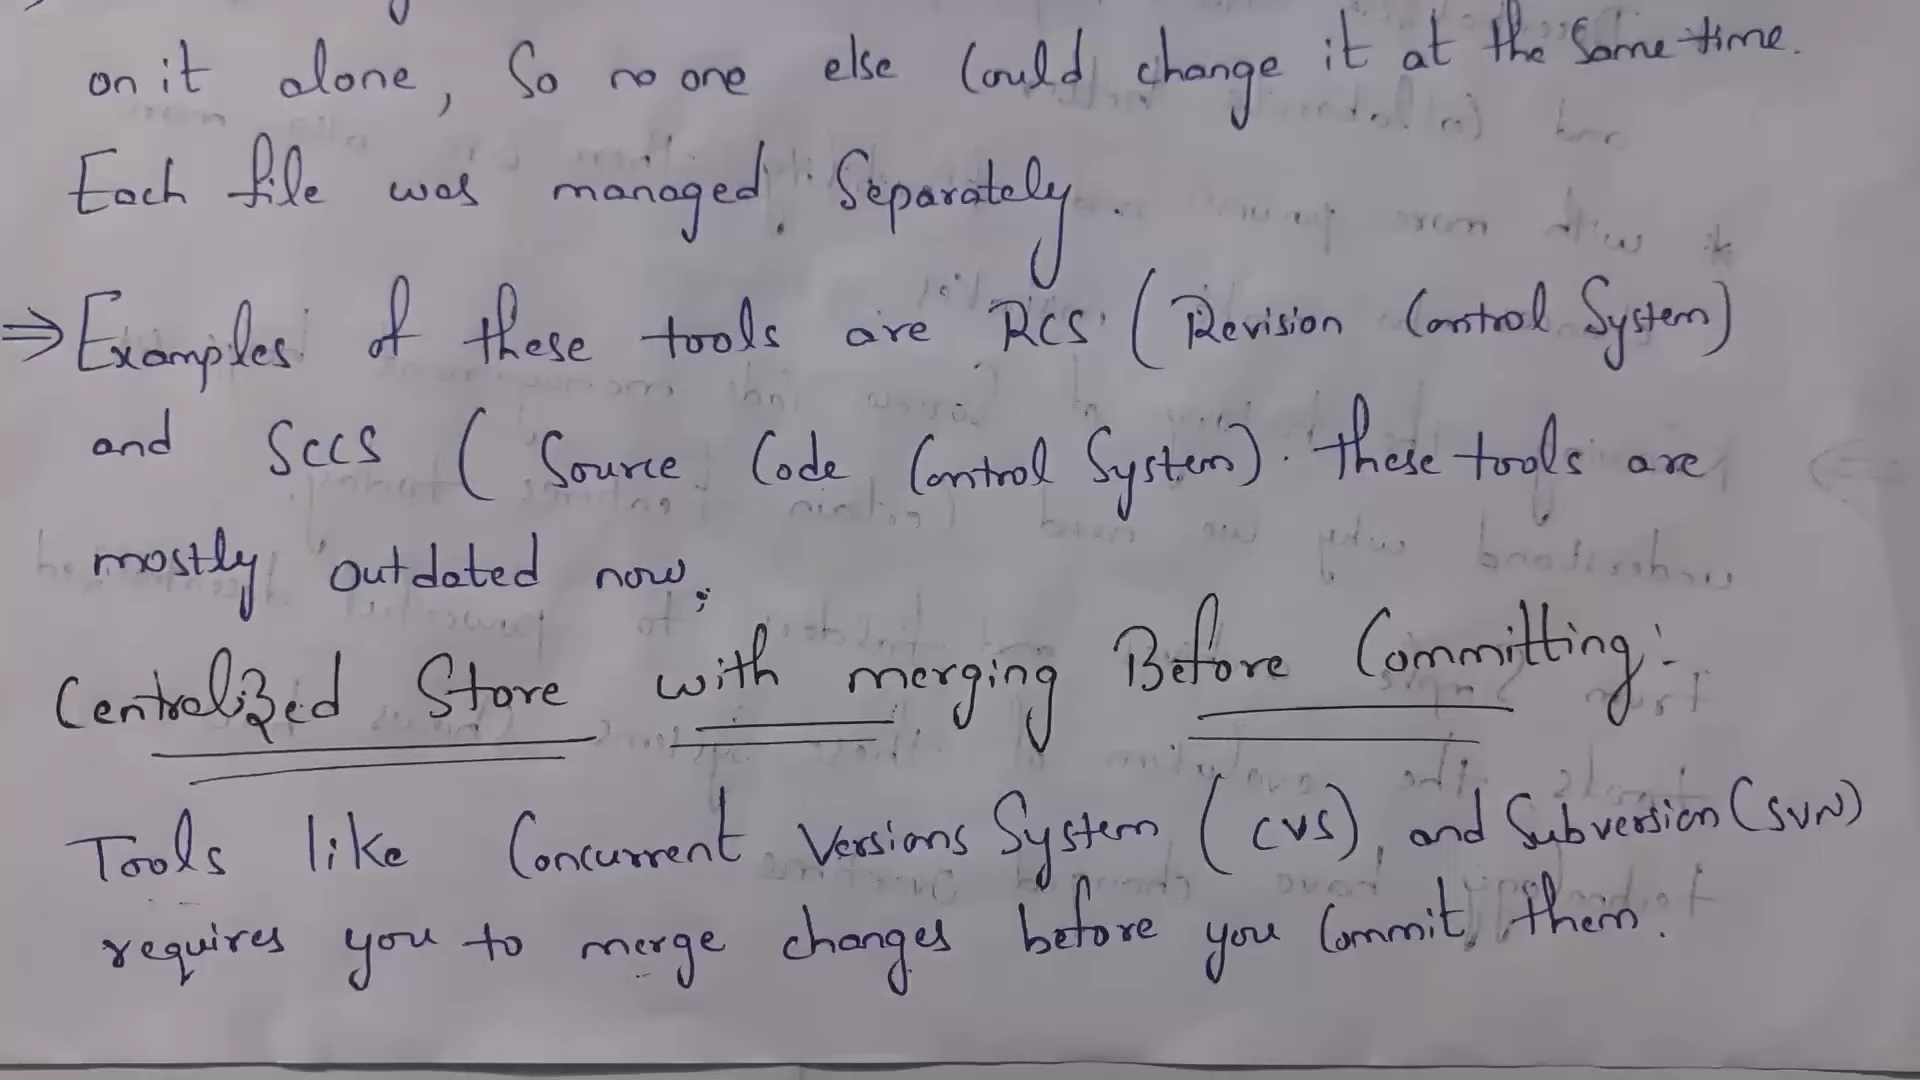 on it alone, So no one else Could change it at the Same time.
Each file was managed Separately.
⇒ Examples of these tools are RCS (Revision Control System)
and SCCS (Source Code Control System). These tools are
mostly outdated now.
Centralized Store with merging Before Committing:
Tools like Concurrent Versions System (CVS), and Subversion (SVN)
requires you to merge changes before you Commit them.